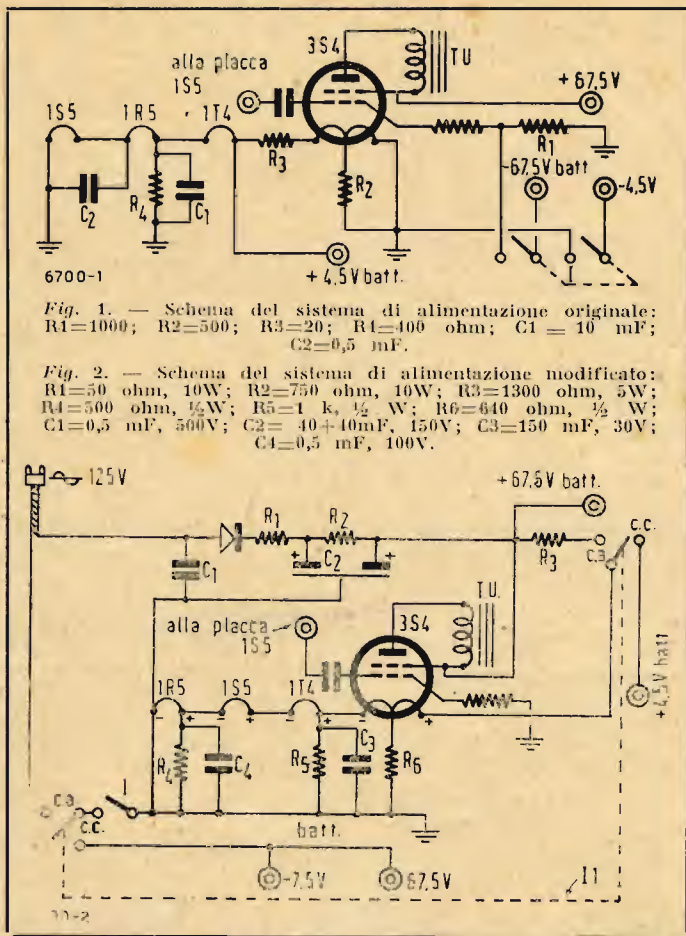 3S4
alla placca
1S5
TU
+ 67,5V
1S5
1R5
1T4
R3
R1
C2
R4
C1
R2
-67,5V
batt
-4,5V
6700-1
+ 4,5V batt.
Fig. 1. — Schema del sistema di alimentazione originale:
R1=1000; R2=500; R3=20; R4=400 ohm; C1 = 10 mF;
C2=0,5 mF.
Fig. 2. — Schema del sistema di alimentazione modificato:
R1=50 ohm, 10W; R2=750 ohm, 10W; R3=1300 ohm, 5W;
R4=500 ohm, ½W; R5=1 k, ½ W; R6=640 ohm, ½ W;
C1=0,5 mF, 500V; C2= 40+40mF, 150V; C3=150 mF, 30V;
C4=0,5 mF, 100V.
125V
+67,5V batt.
R1
R2
R3
c.a
c.c.
C1
+
C2
+
alla placca
1S5
3S4
TU.
+4,5V batt
1R5
1S5
1T4
- + - + - + - +
R4
C4
R5
C3
R6
c.a
c.c.
I
batt.
-7,5V
67,5V
I1